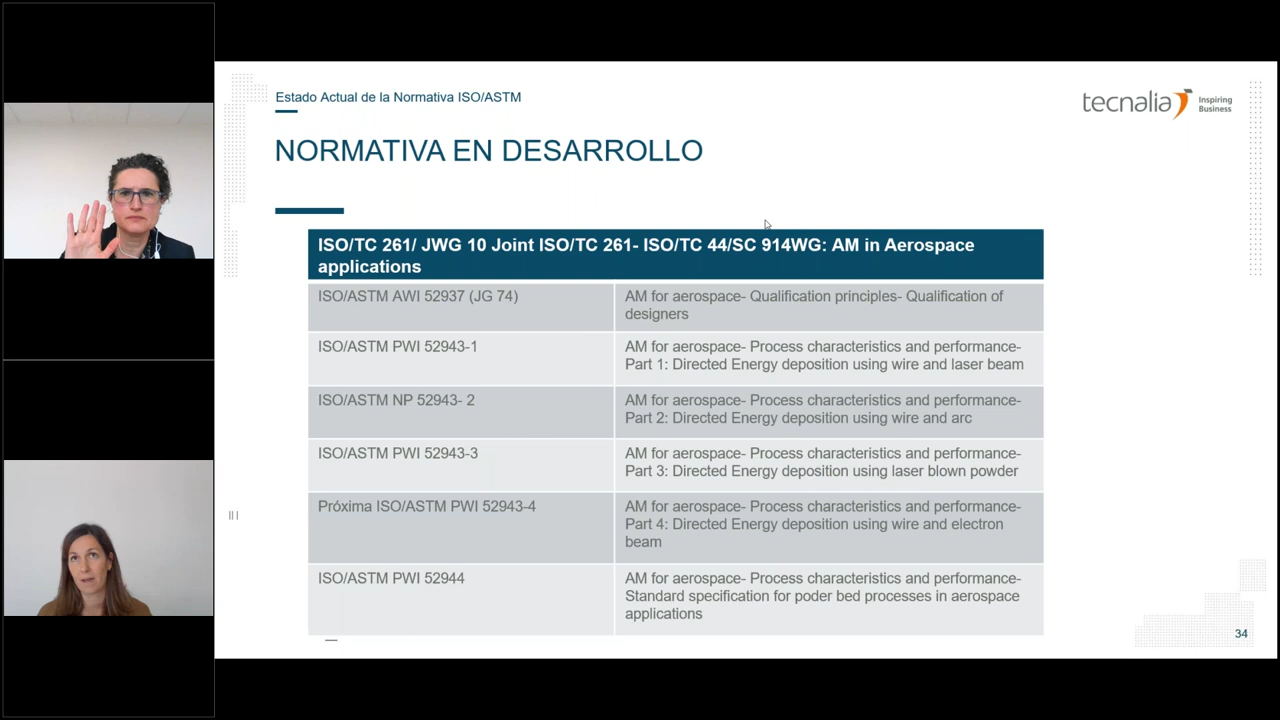 Estado Actual de la Normativa ISO/ASTM
tecnalia Inspiring
Business
NORMATIVA EN DESARROLLO
ISO/TC 261/ JWG 10 Joint ISO/TC 261- ISO/TC 44/SC 914WG: AM in Aerospace
applications
ISO/ASTM AWI 52937 (JG 74)
AM for aerospace- Qualification principles- Qualification of
designers
ISO/ASTM PWI 52943-1
AM for aerospace- Process characteristics and performance-
Part 1: Directed Energy deposition using wire and laser beam
ISO/ASTM NP 52943- 2
AM for aerospace- Process characteristics and performance-
Part 2: Directed Energy deposition using wire and arc
ISO/ASTM PWI 52943-3
AM for aerospace- Process characteristics and performance-
Part 3: Directed Energy deposition using laser blown powder
Próxima ISO/ASTM PWI 52943-4
AM for aerospace- Process characteristics and performance-
Part 4: Directed Energy deposition using wire and electron
beam
ISO/ASTM PWI 52944
AM for aerospace- Process characteristics and performance-
Standard specification for poder bed processes in aerospace
applications
34